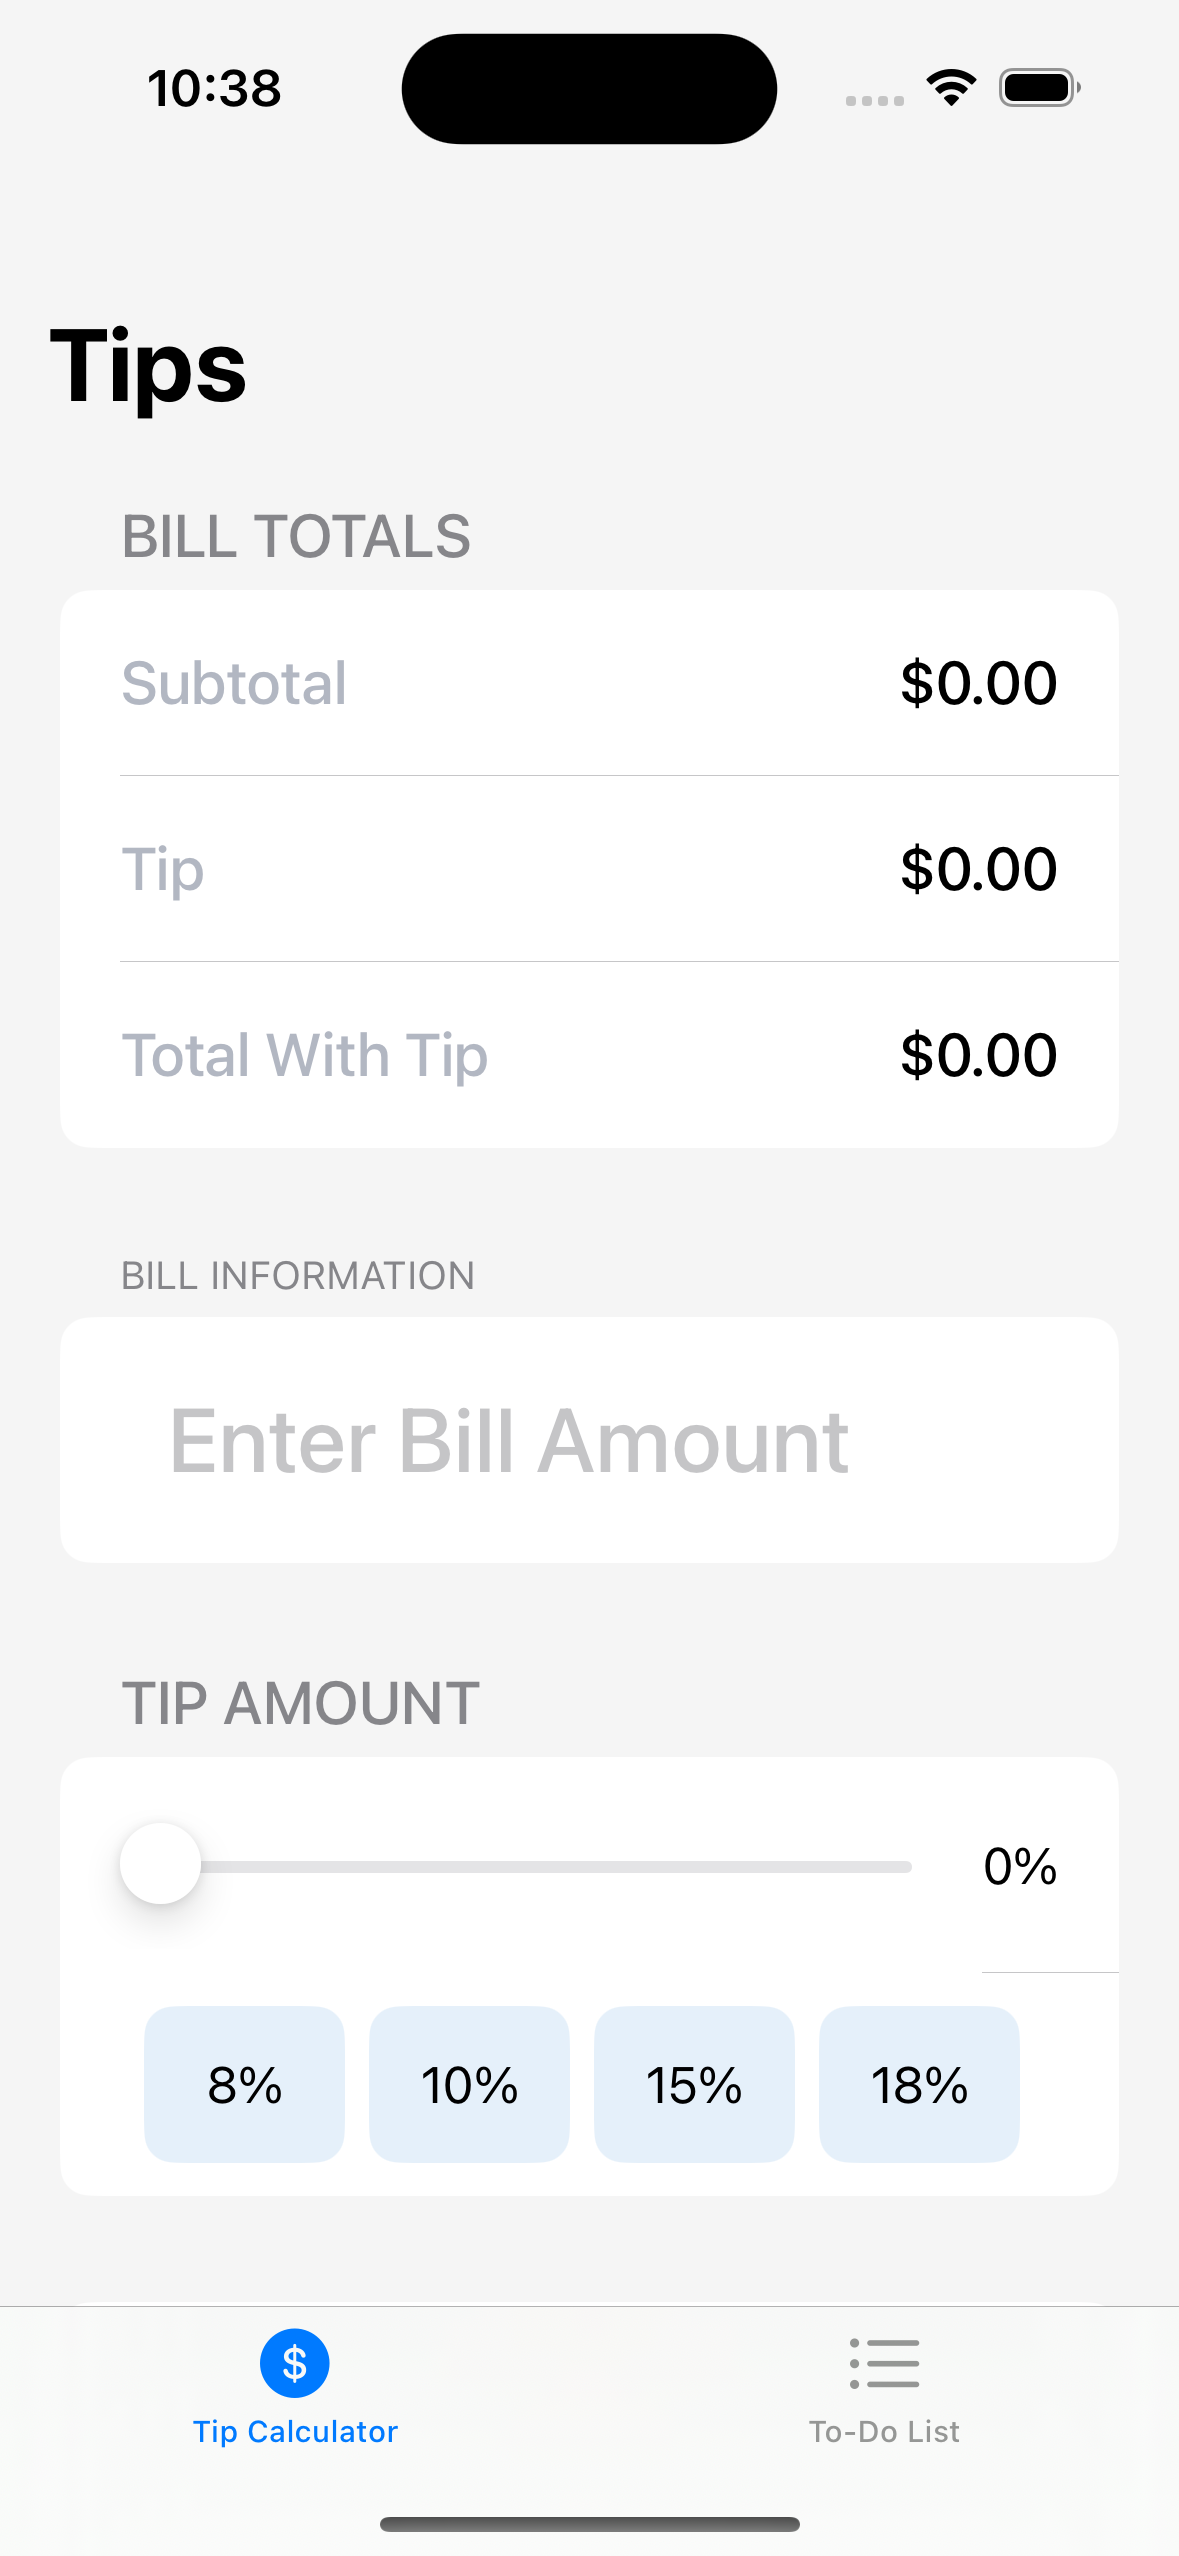 10:38
Tips
BILL TOTALS
Subtotal $0.00
Tip $0.00
Total With Tip $0.00
BILL INFORMATION
Enter Bill Amount
TIP AMOUNT
0%
8% 10% 15% 18%
$
Tip Calculator To-Do List